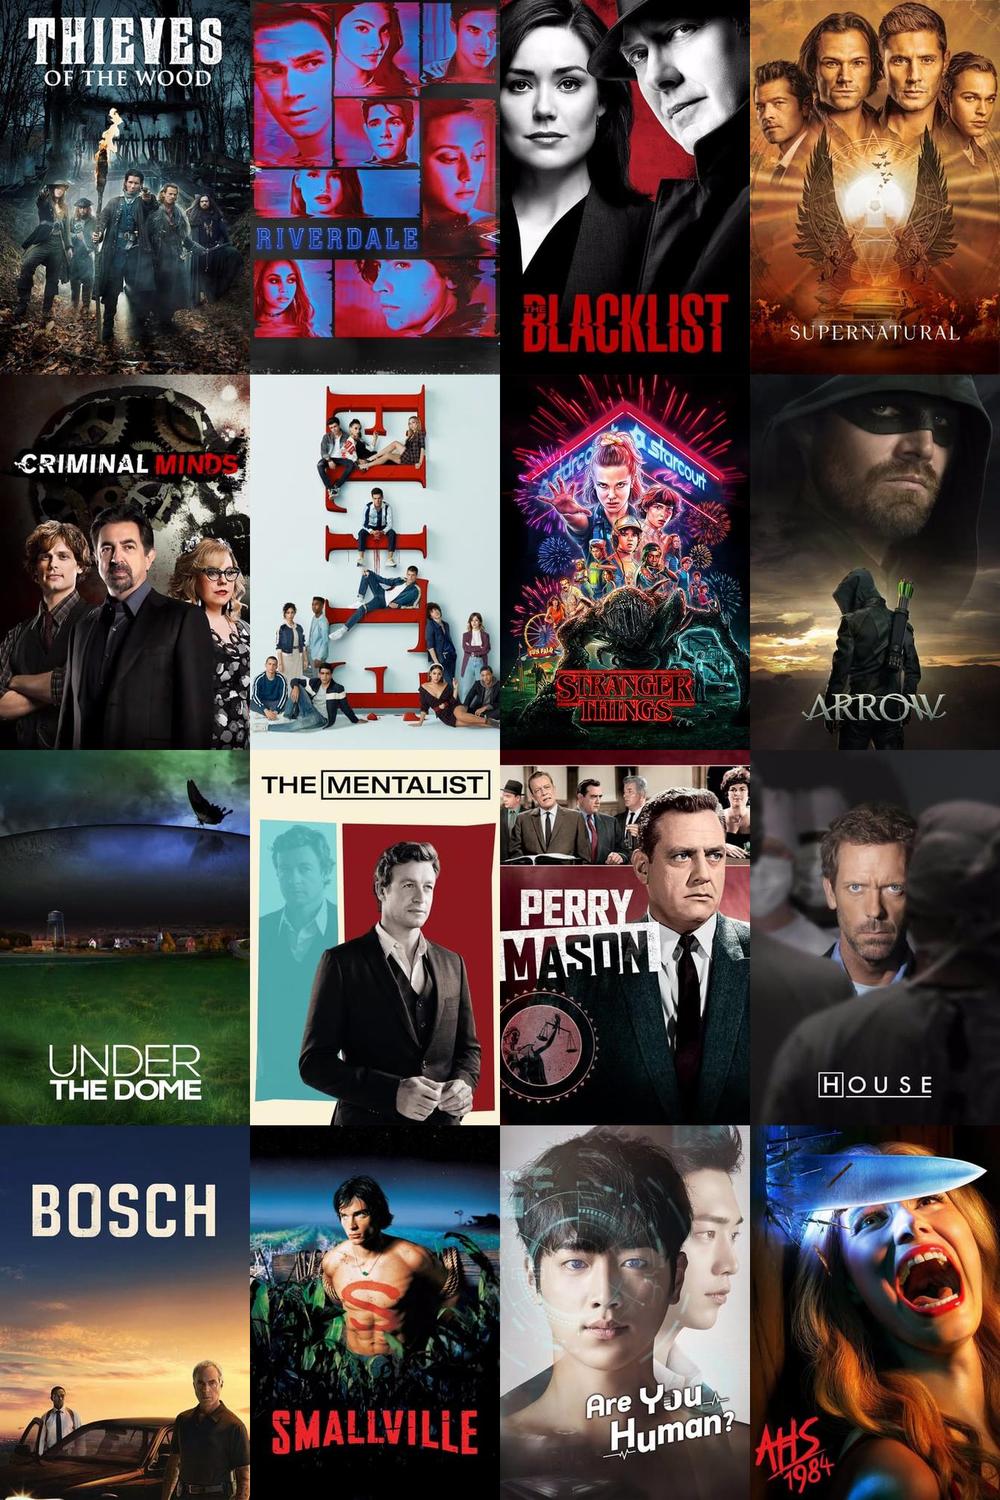 THIEVES
OF THE WOOD
RIVERDALE
THE
BLACKLIST
SUPERNATURAL
CRIMINAL MINDS
ELITE
starcourt
STRANGER
THINGS
ARROW
UNDER
THE DOME
THE MENTALIST
PERRY
MASON
HOUSE
BOSCH
S
SMALLVILLE
Are You
Human?
AHS
1984